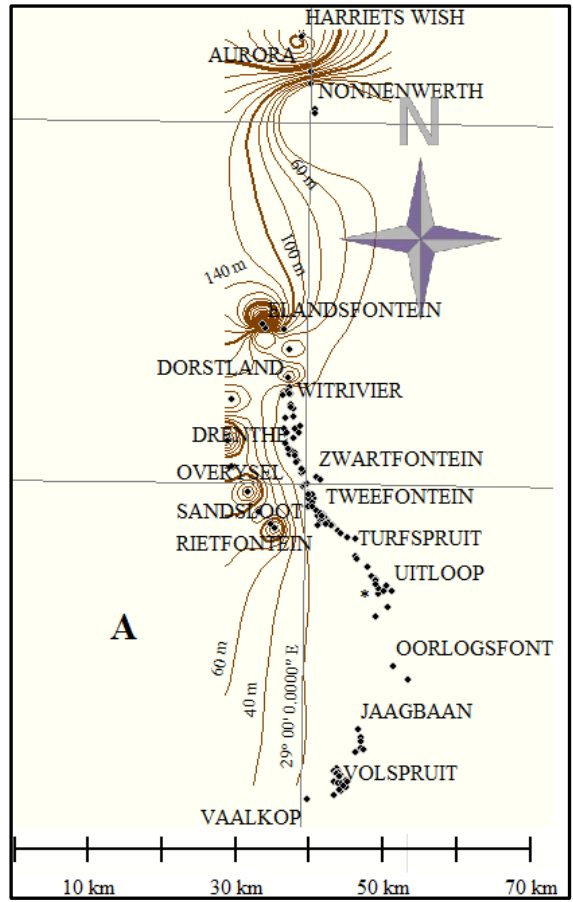 HARRIETS WISH
AURORA
NONNENWERTH
N
60 m
100 m
140 m
ELANDSFONTEIN
DORSTLAND
WITRIVIER
DRENTHE
ZWARTFONTEIN
OVERYSEL
TWEEFONTEIN
SANDSLOOT
TURFSPRUIT
RIETFONTEIN
UITLOOP
A
OORLOGSFONT
60 m
40 m
29° 00' 0.0000" E
JAAGBAAN
VOLSPRUIT
VAALKOP
10 km 30 km 50 km 70 km